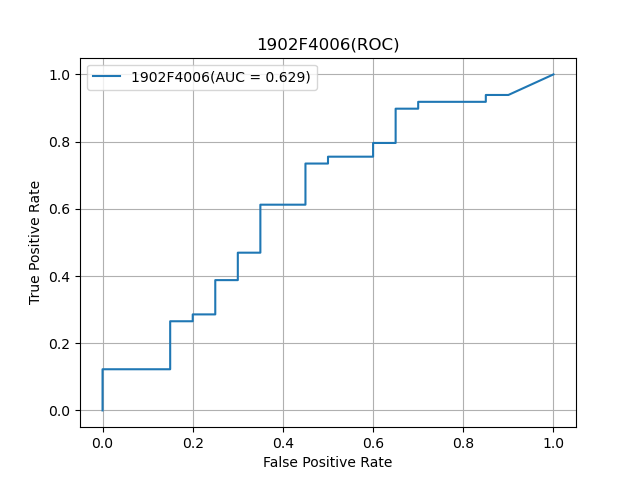 1902F4006(ROC)
1902F4006(AUC = 0.629)
True Positive Rate
1.0
0.8
0.6
0.4
0.2
0.0
0.0 0.2 0.4 0.6 0.8 1.0
False Positive Rate